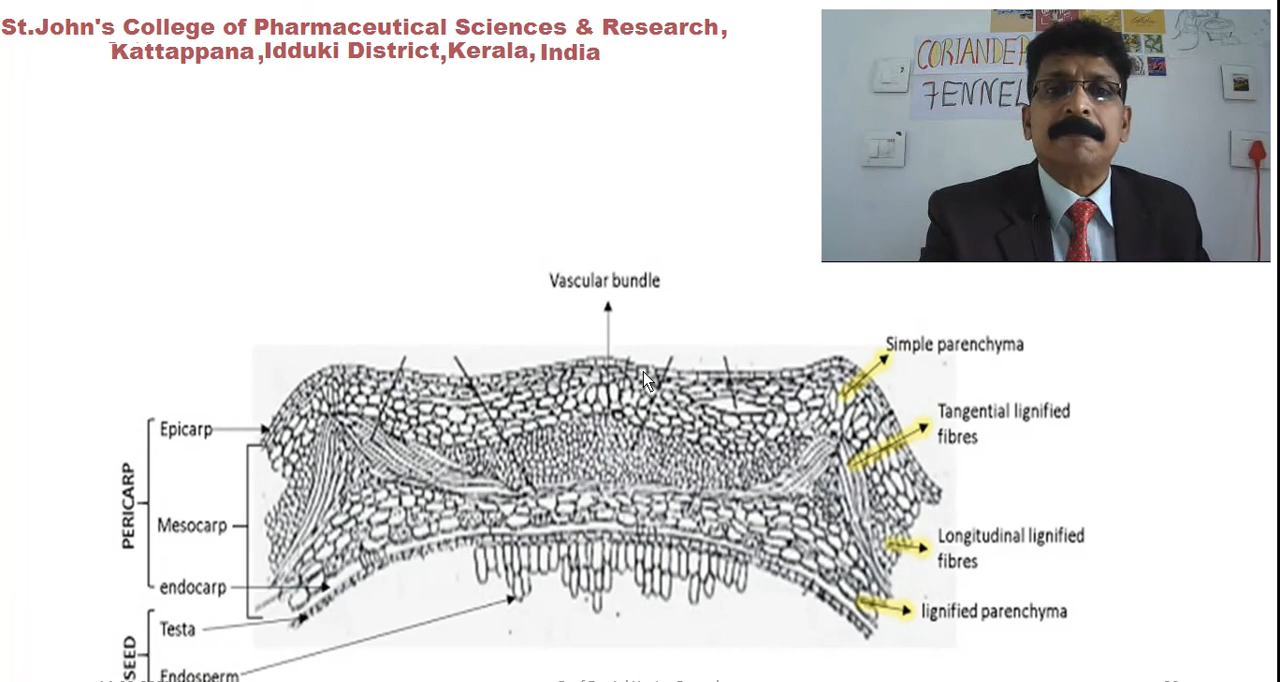 St.John's College of Pharmaceutical Sciences & Research,
Kattappana,Idduki District,Kerala, India
CORIANDER
FENNEL
Vascular bundle
Simple parenchyma
Tangential lignified
fibres
Longitudinal lignified
fibres
lignified parenchyma
PERICARP
Epicarp
Mesocarp
endocarp
SEED
Testa
Endosperm